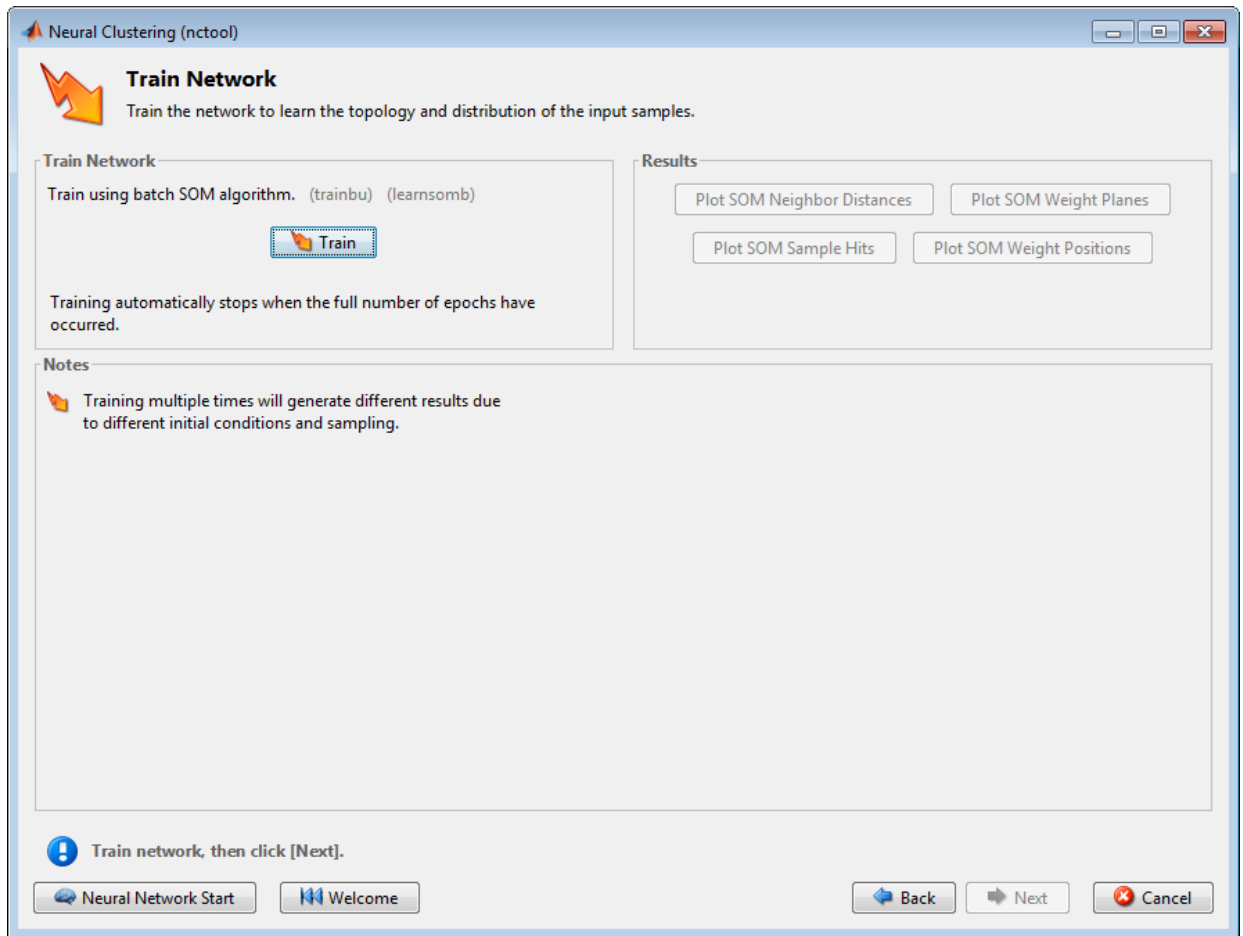 Neural Clustering (nctool)
Train Network
Train the network to learn the topology and distribution of the input samples.
Train Network
Train using batch SOM algorithm. (trainbu) (learnsomb)
Train
Training automatically stops when the full number of epochs have
occurred.
Results
Plot SOM Neighbor Distances
Plot SOM Weight Planes
Plot SOM Sample Hits
Plot SOM Weight Positions
Notes
Training multiple times will generate different results due
to different initial conditions and sampling.
Train network, then click [Next].
Neural Network Start
Welcome
Back
Next
Cancel